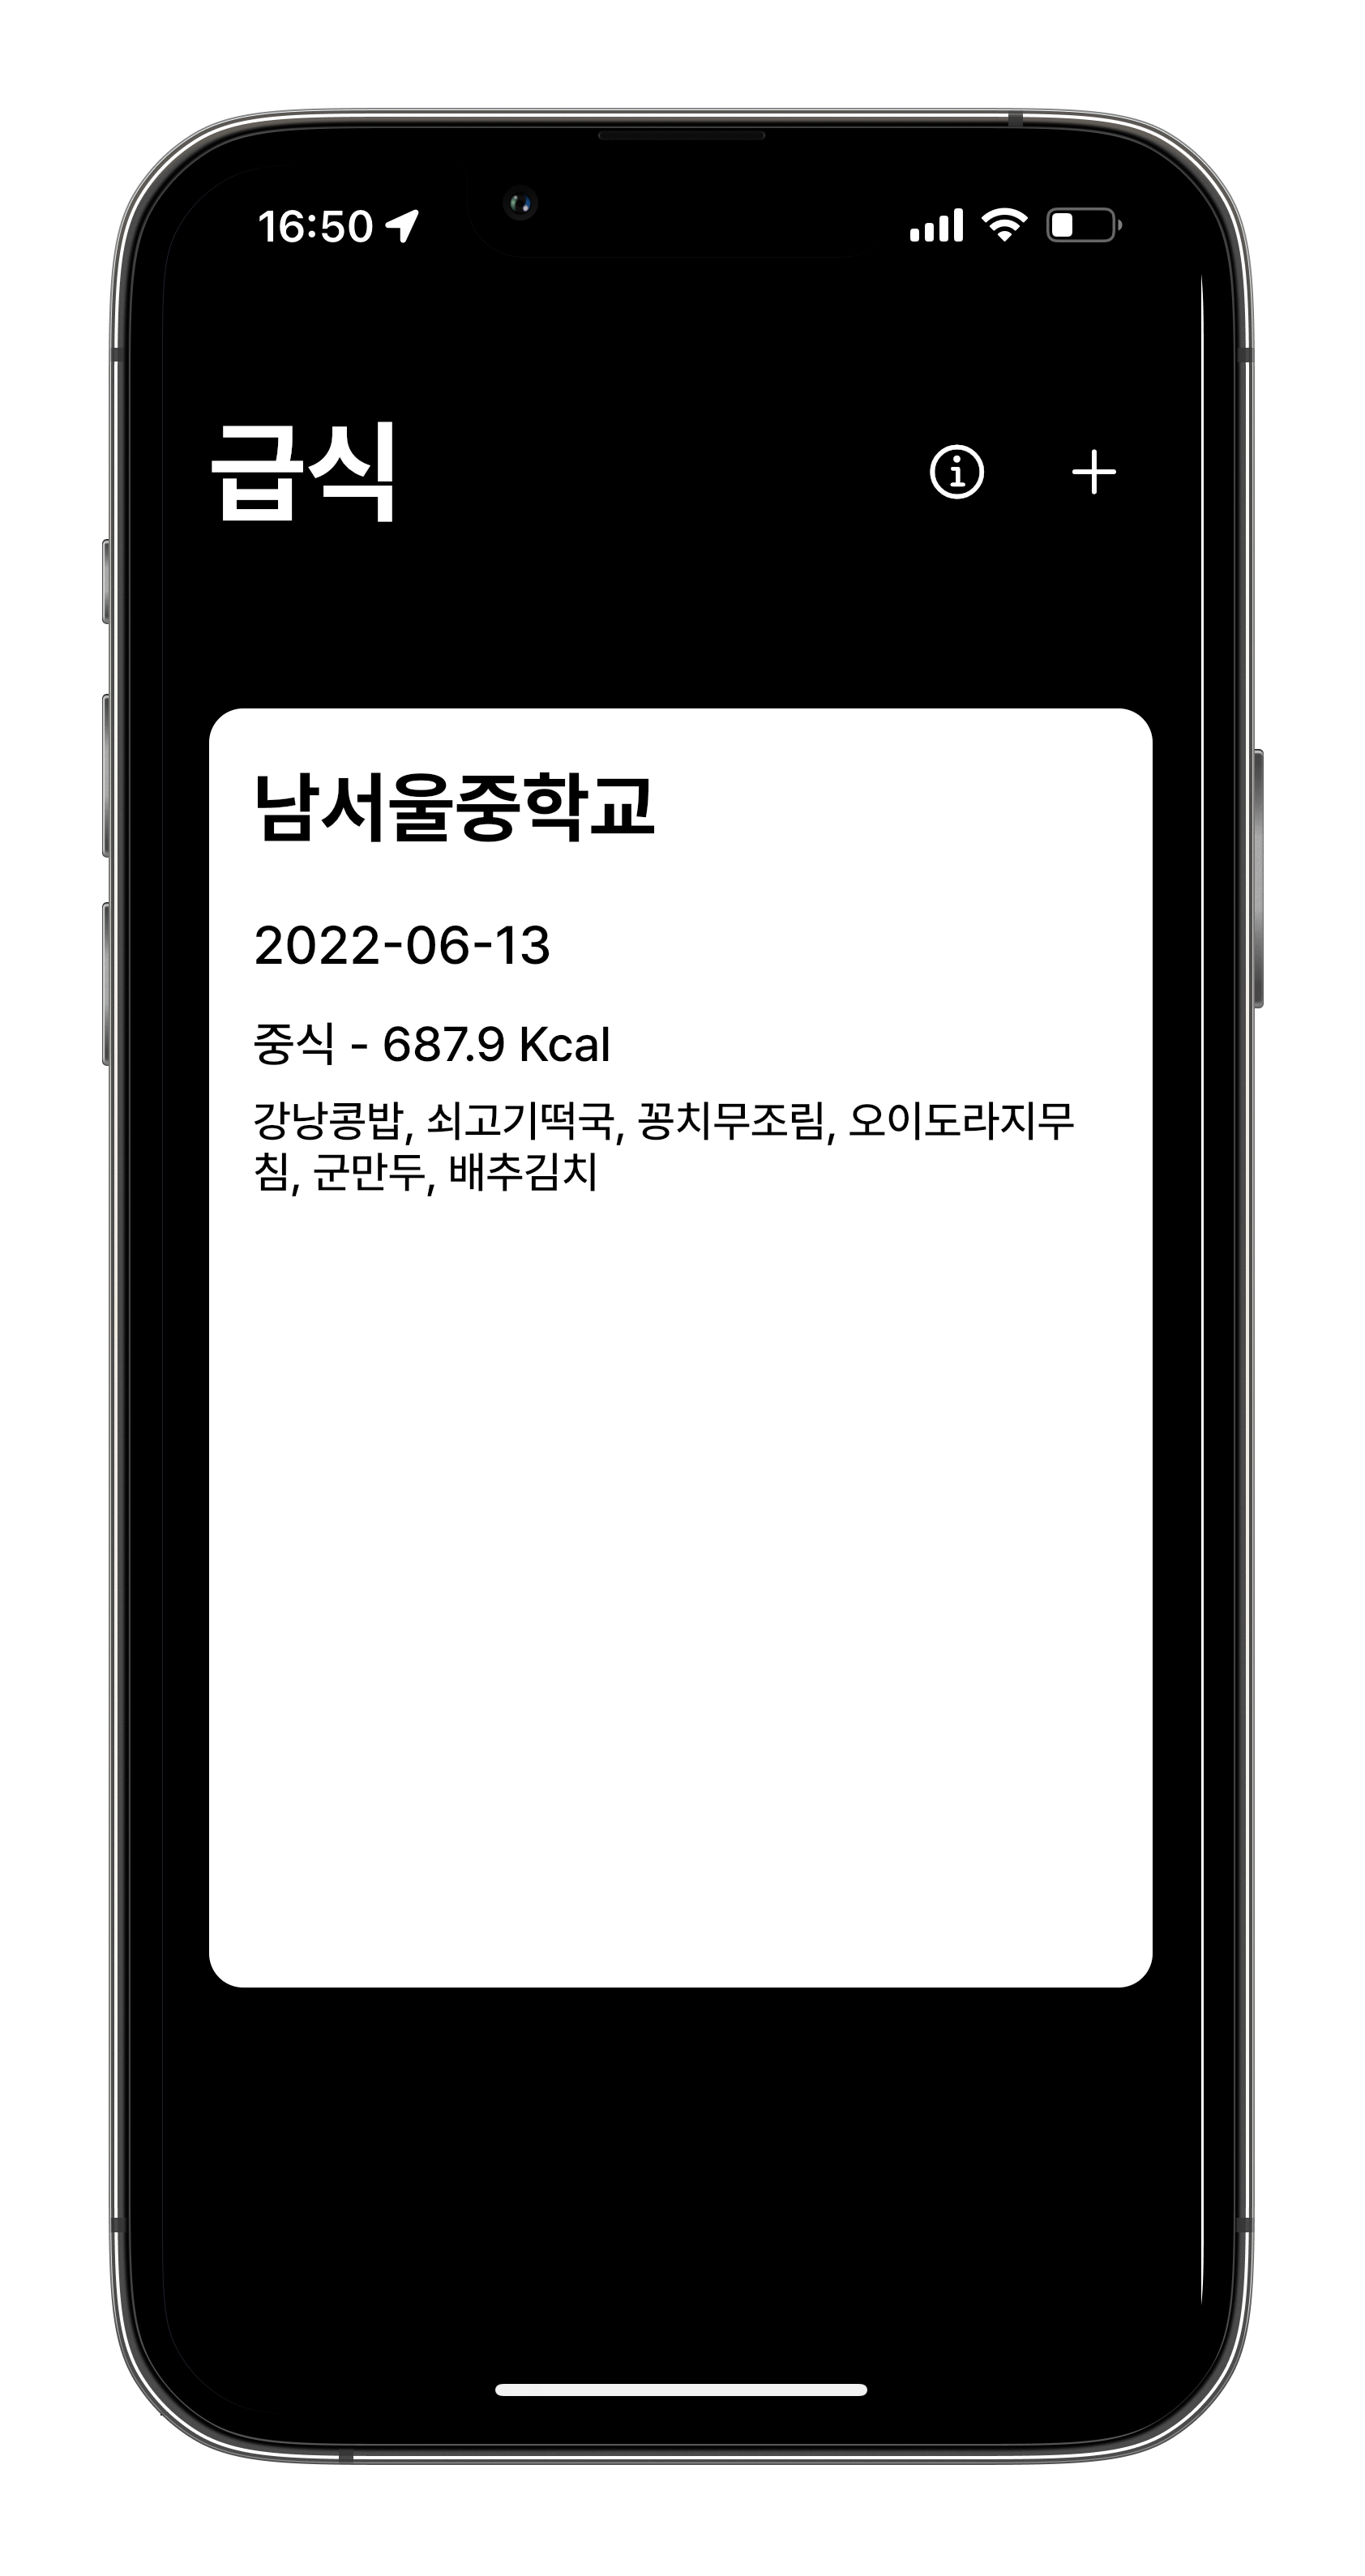 16:50
급식
남서울중학교
2022-06-13
중식 - 687.9 Kcal
강낭콩밥, 쇠고기떡국, 꽁치무조림, 오이도라지무
침, 군만두, 배추김치